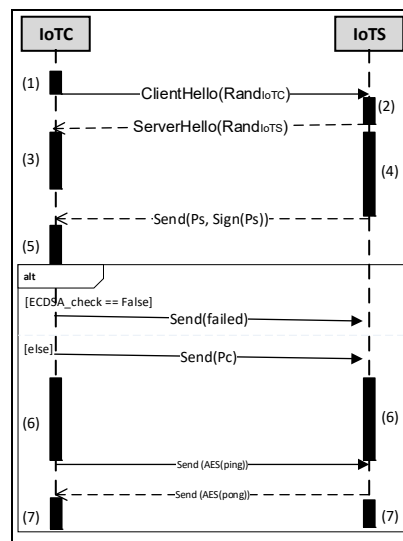 IoTC IoTS
(1)
ClientHello(RandIoTC)
(2)
ServerHello(RandIoTS)
(3)
(4)
Send(Ps, Sign(Ps))
(5)
alt
[ECDSA_check == False]
Send(failed)
[else]
Send(Pc)
(6) (6)
Send (AES(ping))
Send (AES(pong))
(7) (7)